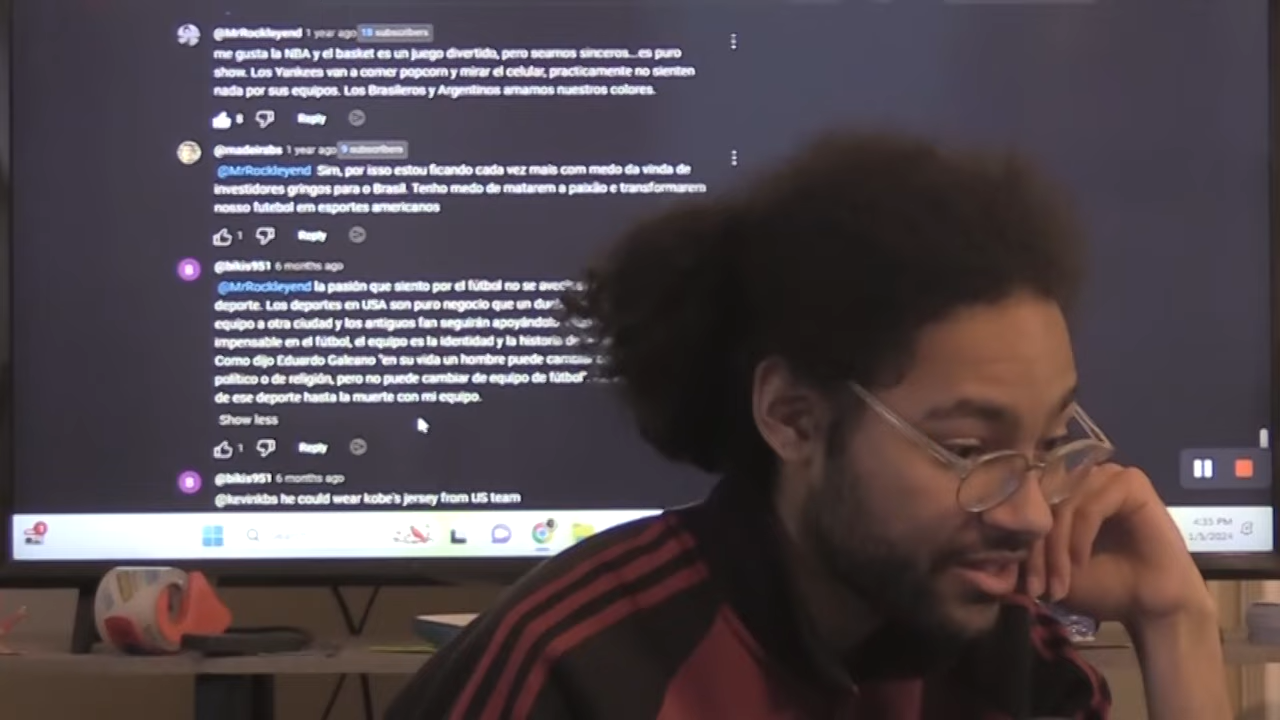 @MrRockleyend 1 year ago 18 subscribers
me gusta la NBA y el basket es un juego divertido, pero seamos sinceros...es puro
show. Los Yankees van a comer popcorn y mirar el celular, practicamente no sienten
nada por sus equipos. Los Brasileros y Argentinos amamos nuestros colores.
8 Reply
@madeirabs 1 year ago 9 subscribers
@MrRockleyend Sim, por isso estou ficando cada vez mais com medo da vinda de
investidores gringos para o Brasil. Tenho medo de matarem a paixão e transformarem
nosso futebol em esportes americanos
1 Reply
B @bikis951 6 months ago
@MrRockleyend la pasión que siento por el fútbol no se
deporte. Los deportes en USA son puro negocio que un
equipo a otra ciudad y los antiguos fan seguirán
impensable en el fútbol, el equipo es la identidad y la historia
Como dijo Eduardo Galeano "en su vida un hombre puede
político o de religión, pero no puede cambiar de equipo de fútbol".
de ese deporte hasta la muerte con mi equipo.
Show less
1 Reply
B @bikis951 6 months ago
@kevinkbs he could wear kobe's jersey from US team
4:35 PM
1/5/2024